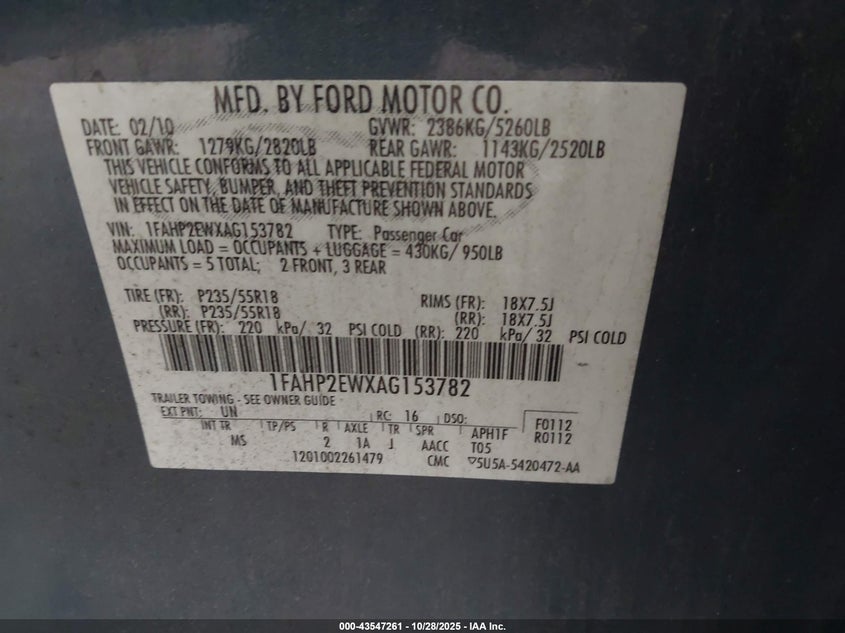 MFD. BY FORD MOTOR CO.
DATE: 02/10 GVWR: 2386KG/5260LB
FRONT GAWR: 1279KG/2820LB REAR GAWR: 1143KG/2520LB
THIS VEHICLE CONFORMS TO ALL APPLICABLE FEDERAL MOTOR
VEHICLE SAFETY, BUMPER, AND THEFT PREVENTION STANDARDS
IN EFFECT ON THE DATE OF MANUFACTURE SHOWN ABOVE.
VIN: 1FAHP2EWXAG153782 TYPE: Passenger Car
MAXIMUM LOAD = OCCUPANTS + LUGGAGE = 430KG/ 950LB
OCCUPANTS = 5 TOTAL; 2 FRONT, 3 REAR
TIRE (FR): P235/55R18 RIMS (FR): 18X7.5J
(RR): P235/55R18 (RR): 18X7.5J
PRESSURE (FR): 220 kPa/ 32 PSI COLD (RR): 220 kPa/ 32 PSI COLD
1FAHP2EWXAG153782
TRAILER TOWING - SEE OWNER GUIDE
EXT PNT: UN RC: 16 DSO: F0112
INT TR TP/PS R AXLE TR SPR APH1F R0112
MS 2 1A J AACC T05
1201002261479 CMC ▽5U5A-5420472-AA
000-43547261 - 10/28/2025 - IAA Inc.